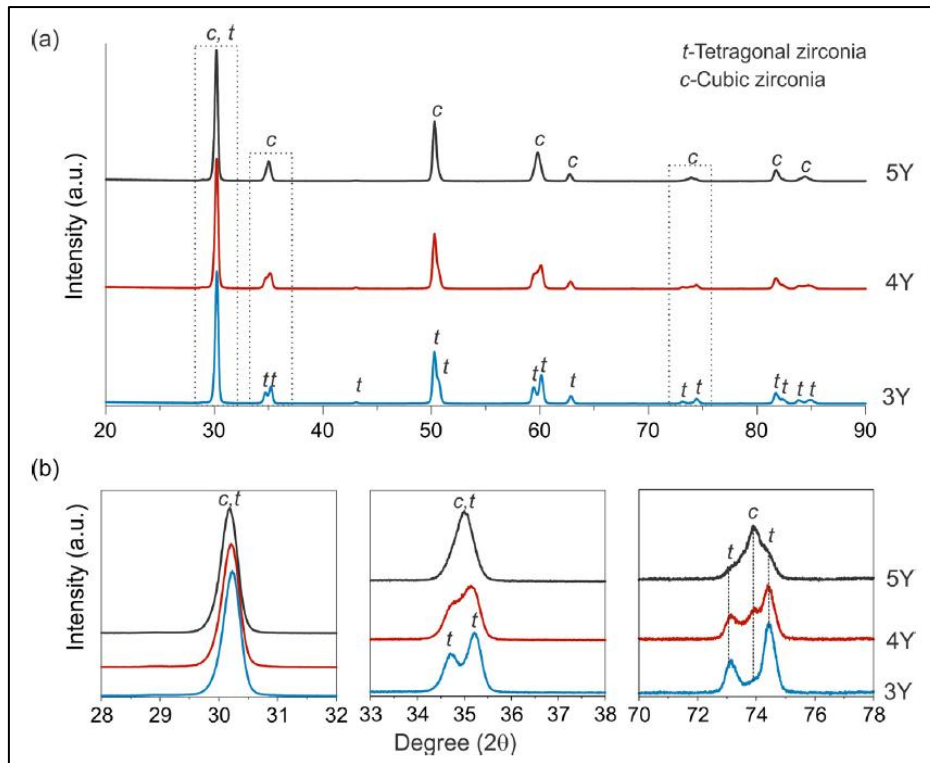 (a)
c, t
t-Tetragonal zirconia
c-Cubic zirconia
c
c
c
c
c
c
c
5Y
4Y
t
t
t t
t
t t
t
t t
t t t t
3Y
Intensity (a.u.)
20 30 40 50 60 70 80 90
(b)
c,t
c,t
t
c
t
t t
5Y
4Y
3Y
Intensity (a.u.)
28 29 30 31 32
33 34 35 36 37 38
70 72 74 76 78
Degree (2θ)